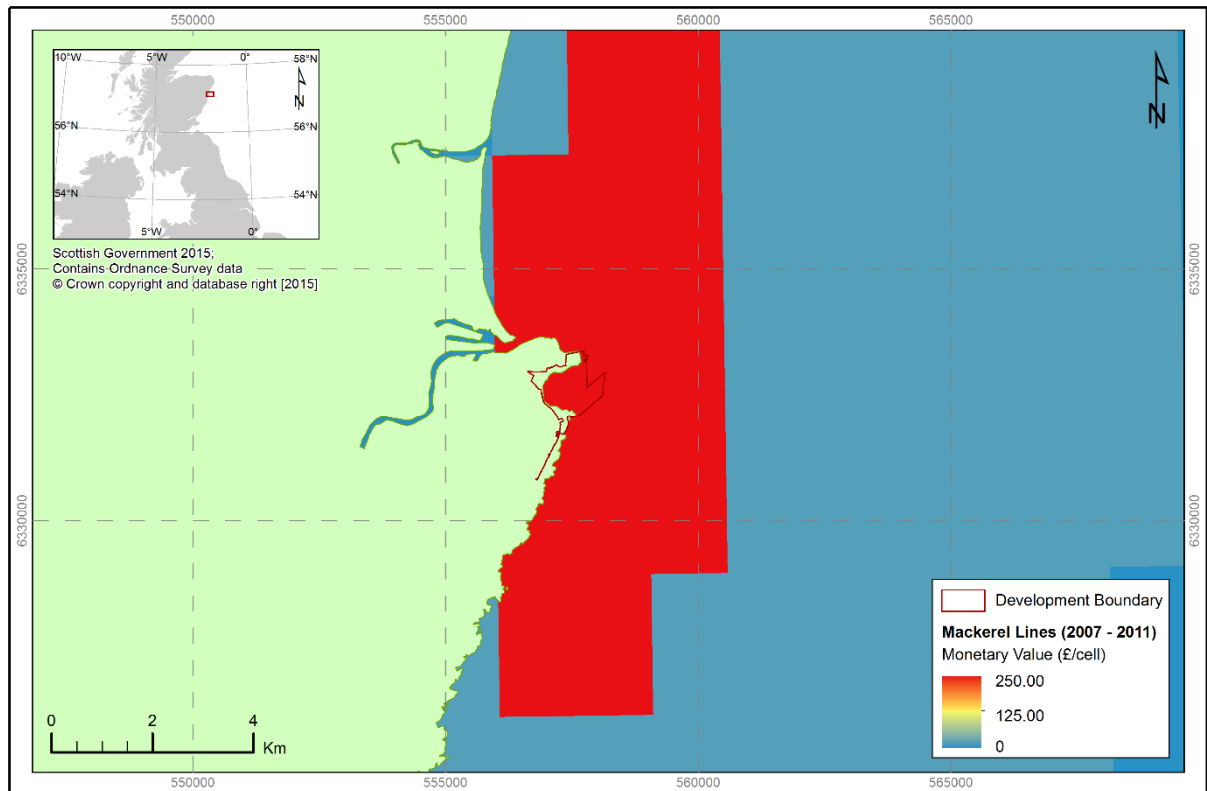 550000 555000 560000 565000
10°W 5°W 0° 58°N
N
56°N 56°N
54°N 54°N
5°W 0°
Scottish Government 2015;
Contains Ordnance Survey data
© Crown copyright and database right [2015]
N
6335000 6335000
6330000 6330000
Development Boundary
Mackerel Lines (2007 - 2011)
Monetary Value (£/cell)
250.00
125.00
0
0 2 4
Km
550000 555000 560000 565000